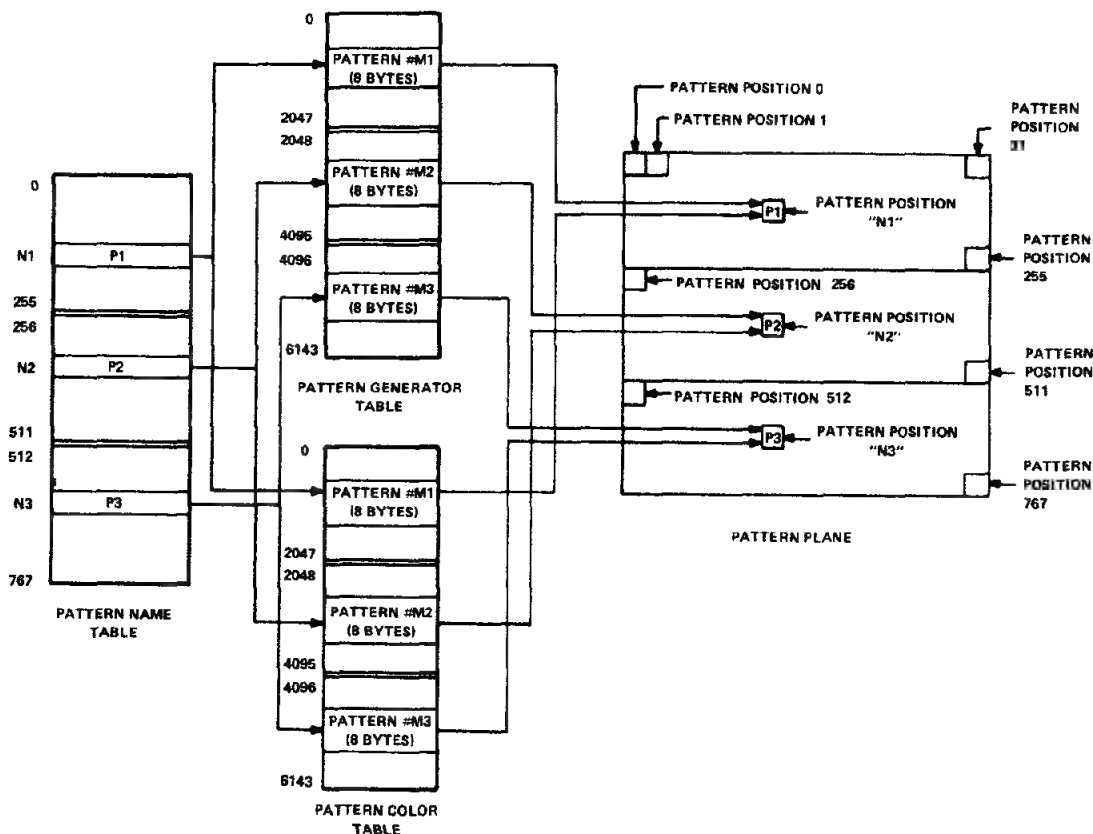 0
N1
P1
255
256
N2
P2
511
512
N3
P3
767
PATTERN NAME
TABLE
0
PATTERN #M1
(8 BYTES)
2047
2048
PATTERN #M2
(8 BYTES)
4095
4096
PATTERN #M3
(8 BYTES)
6143
PATTERN GENERATOR
TABLE
0
PATTERN #M1
(8 BYTES)
2047
2048
PATTERN #M2
(8 BYTES)
4095
4096
PATTERN #M3
(8 BYTES)
6143
PATTERN COLOR
TABLE
PATTERN POSITION 0
PATTERN POSITION 1
PATTERN
POSITION
P1
PATTERN POSITION
"N1"
PATTERN
POSITION
255
PATTERN POSITION 256
P2
PATTERN POSITION
"N2"
PATTERN
POSITION
511
PATTERN POSITION 512
P3
PATTERN POSITION
"N3"
PATTERN
POSITION
767
PATTERN PLANE